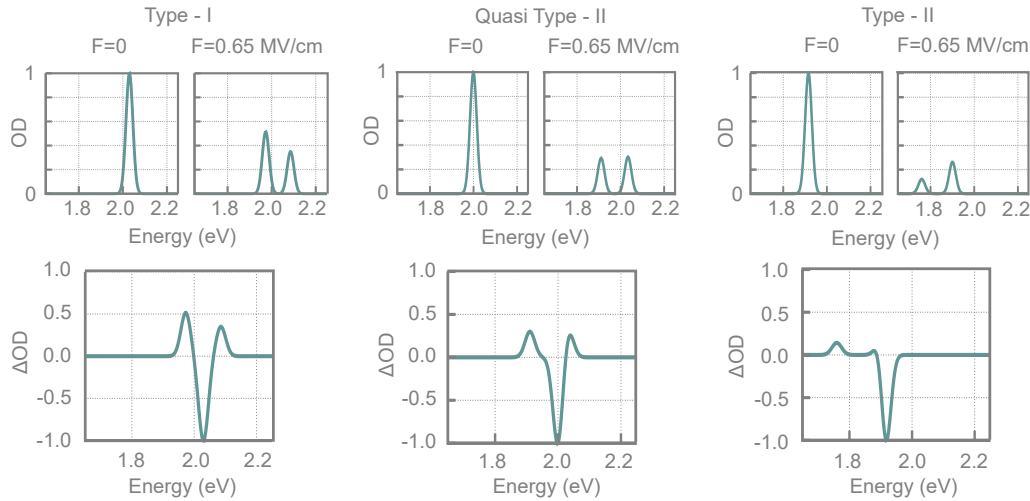 Type - I
Quasi Type - II
Type - II
F=0
F=0.65 MV/cm
F=0
F=0.65 MV/cm
F=0
F=0.65 MV/cm
1
OD
0
1.8 2.0 2.2
1.8 2.0 2.2
Energy (eV)
1
OD
0
1.8 2.0 2.2
1.8 2.0 2.2
Energy (eV)
1
OD
0
1.8 2.0 2.2
1.8 2.0 2.2
Energy (eV)
1.0
0.5
0.0
-0.5
-1.0
ΔOD
1.8 2.0 2.2
Energy (eV)
1.0
0.5
0.0
-0.5
-1.0
ΔOD
1.8 2.0 2.2
Energy (eV)
1.0
0.5
0.0
-0.5
-1.0
ΔOD
1.8 2.0 2.2
Energy (eV)